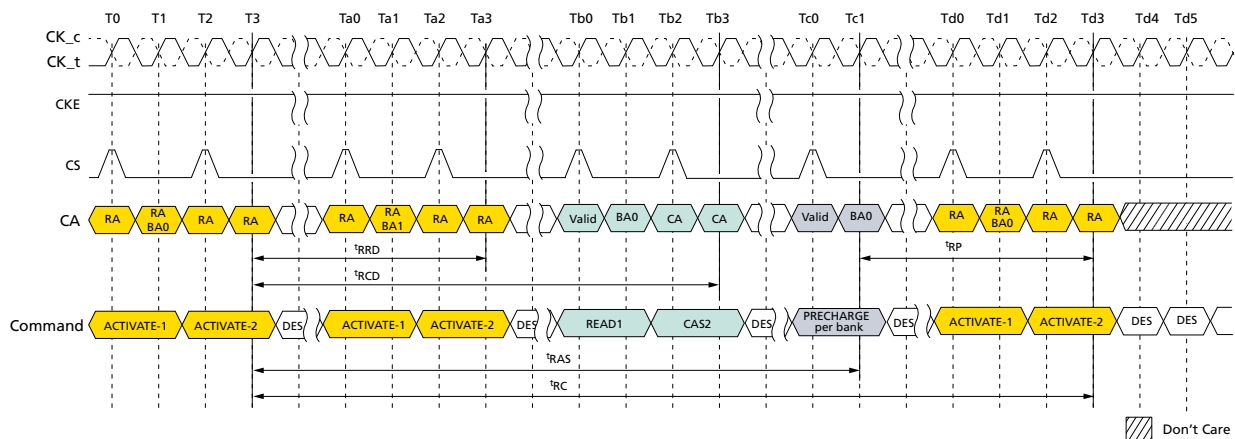 T0 T1 T2 T3 Ta0 Ta1 Ta2 Ta3 Tb0 Tb1 Tb2 Tb3 Tc0 Tc1 Td0 Td1 Td2 Td3 Td4 Td5
CK_c
CK_t
CKE
CS
CA RA RA BA0 RA RA RA RA BA1 RA RA Valid BA0 CA CA Valid BA0 RA RA BA0 RA RA
tRRD tRP
tRCD
Command ACTIVATE-1 ACTIVATE-2 DES ACTIVATE-1 ACTIVATE-2 DES READ1 CAS2 DES PRECHARGE per bank DES ACTIVATE-1 ACTIVATE-2 DES DES
tRAS
tRC
Don't Care